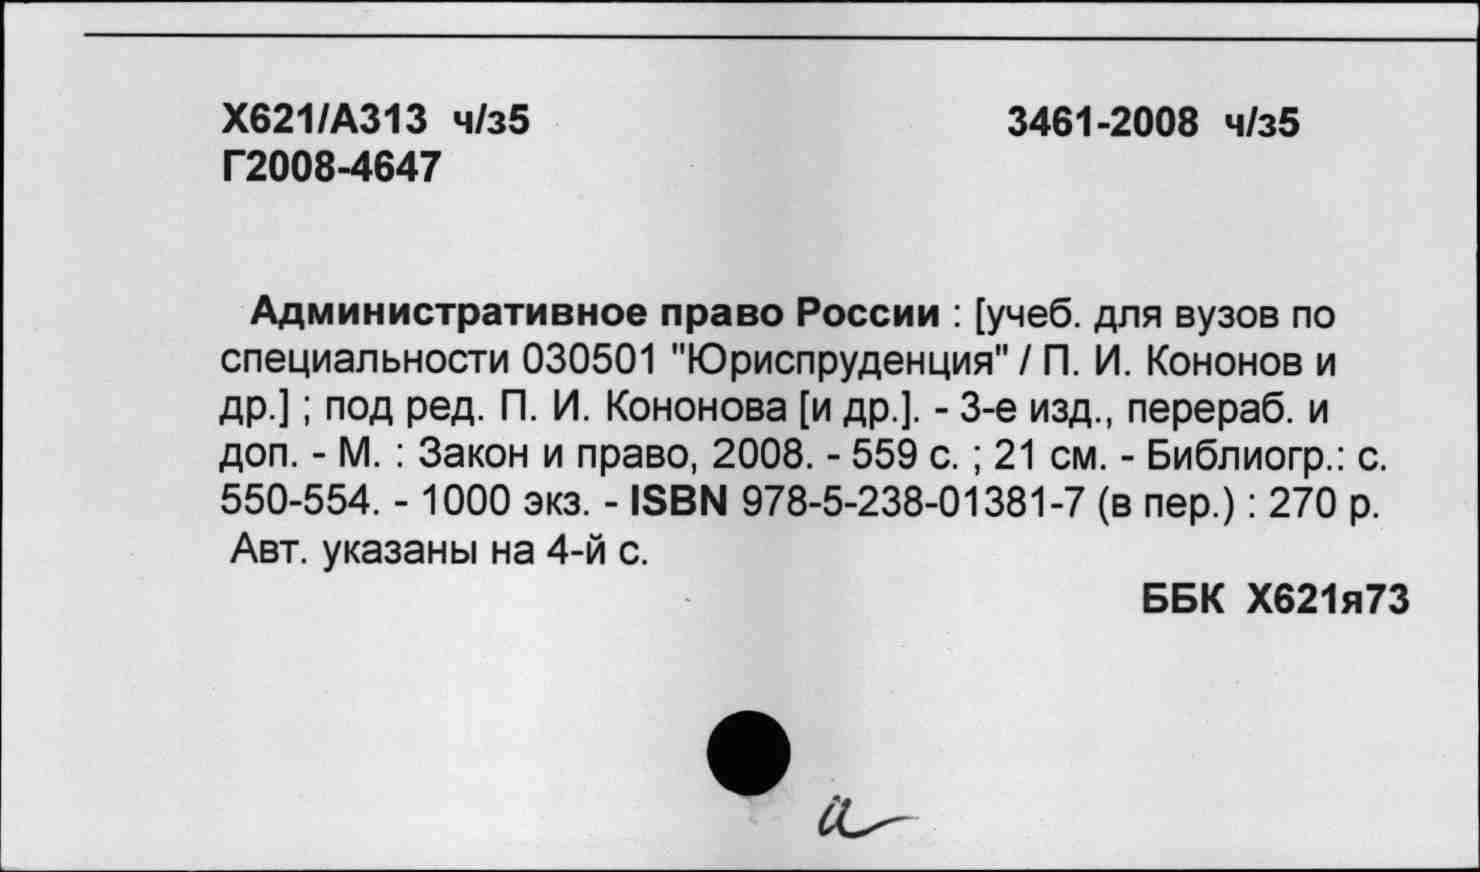 Х621/А313 ч/з5 3461-2008 ч/з5
Г2008-4647
Административное право России : [учеб. для вузов по
специальности 030501 "Юриспруденция" / П. И. Кононов и
др.] ; под ред. П. И. Кононова [и др.]. - 3-е изд., перераб. и
доп. - М. : Закон и право, 2008. - 559 с. ; 21 см. - Библиогр.: с.
550-554. - 1000 экз. - ISBN 978-5-238-01381-7 (в пер.) : 270 р.
Авт. указаны на 4-й с.
ББК Х621я73